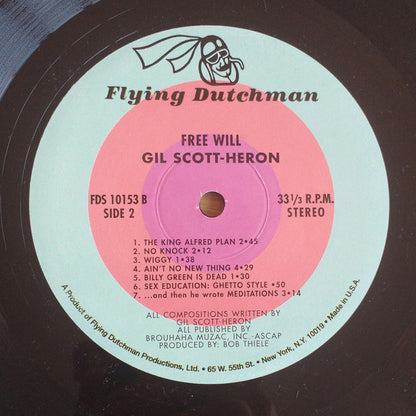 Flying Dutchman
FREE WILL
GIL SCOTT-HERON
FDS 10153 B
SIDE 2
33 1/3 R.P.M.
STEREO
1. THE KING ALFRED PLAN 2•45
2. NO KNOCK 2•12
3. WIGGY 1•38
4. AIN'T NO NEW THING 4•29
5. BILLY GREEN IS DEAD 1•30
6. SEX EDUCATION: GHETTO STYLE •50
7. ...and then he wrote MEDITATIONS 3•14
ALL COMPOSITIONS WRITTEN BY
GIL SCOTT-HERON
ALL PUBLISHED BY
BROUHAHA MUZAC, INC.-ASCAP
PRODUCED BY: BOB THIELE
A Product of Flying Dutchman Productions, Ltd. • 65 W. 55th St. • New York, N.Y. 10019 • Made in U.S.A.